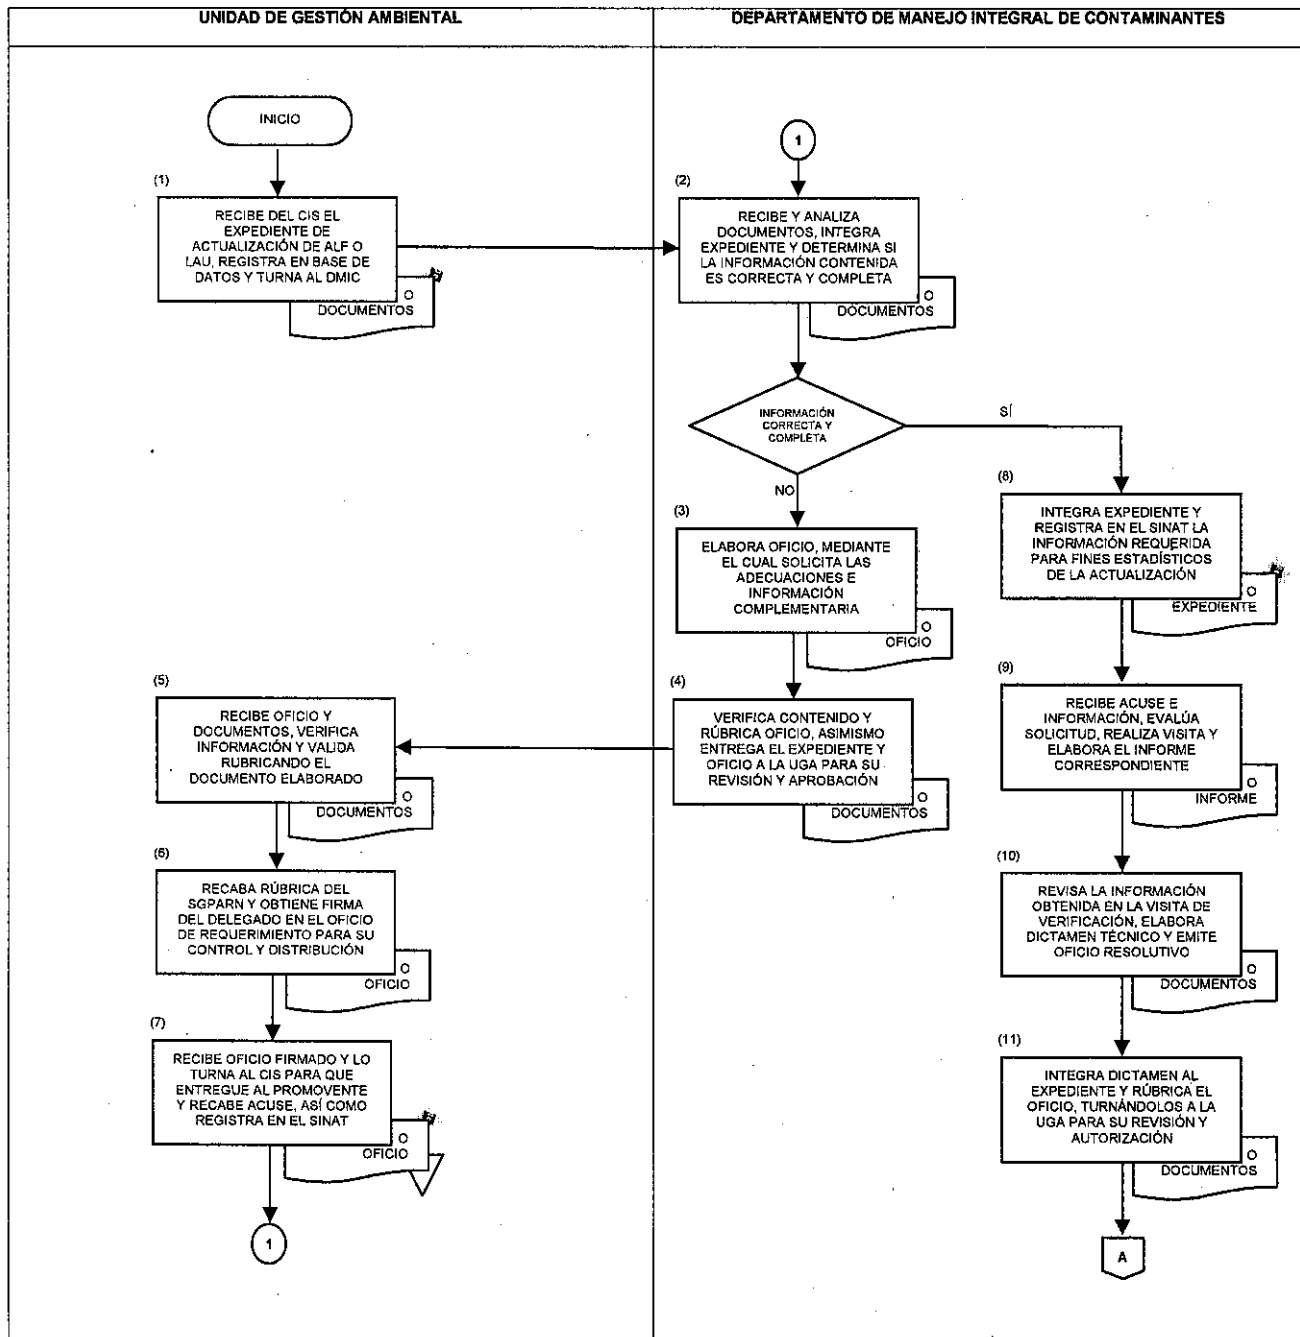 UNIDAD DE GESTIÓN AMBIENTAL
DEPARTAMENTO DE MANEJO INTEGRAL DE CONTAMINANTES
INICIO
1
(1)
RECIBE DEL CIS EL
EXPEDIENTE DE
ACTUALIZACIÓN DE ALF O
LAU, REGISTRA EN BASE DE
DATOS Y TURNA AL DMIC
O
DOCUMENTOS
(2)
RECIBE Y ANALIZA
DOCUMENTOS, INTEGRA
EXPEDIENTE Y DETERMINA SI
LA INFORMACIÓN CONTENIDA
ES CORRECTA Y COMPLETA
O
DOCUMENTOS
INFORMACIÓN
CORRECTA Y
COMPLETA
SÍ
NO
(3)
ELABORA OFICIO, MEDIANTE
EL CUAL SOLICITA LAS
ADECUACIONES E
INFORMACIÓN
COMPLEMENTARIA
O
OFICIO
(4)
VERIFICA CONTENIDO Y
RÚBRICA OFICIO, ASIMISMO
ENTREGA EL EXPEDIENTE Y
OFICIO A LA UGA PARA SU
REVISIÓN Y APROBACIÓN
O
DOCUMENTOS
(5)
RECIBE OFICIO Y
DOCUMENTOS, VERIFICA
INFORMACIÓN Y VALIDA
RUBRICANDO EL
DOCUMENTO ELABORADO
O
DOCUMENTOS
(6)
RECABA RÚBRICA DEL
SGPARN Y OBTIENE FIRMA
DEL DELEGADO EN EL OFICIO
DE REQUERIMIENTO PARA SU
CONTROL Y DISTRIBUCIÓN
O
OFICIO
(7)
RECIBE OFICIO FIRMADO Y LO
TURNA AL CIS PARA QUE
ENTREGUE AL PROMOVENTE
Y RECABE ACUSE, ASÍ COMO
REGISTRA EN EL SINAT
O
OFICIO
1
(8)
INTEGRA EXPEDIENTE Y
REGISTRA EN EL SINAT LA
INFORMACIÓN REQUERIDA
PARA FINES ESTADÍSTICOS
DE LA ACTUALIZACIÓN
O
EXPEDIENTE
(9)
RECIBE ACUSE E
INFORMACIÓN, EVALÚA
SOLICITUD, REALIZA VISITA Y
ELABORA EL INFORME
CORRESPONDIENTE
O
INFORME
(10)
REVISA LA INFORMACIÓN
OBTENIDA EN LA VISITA DE
VERIFICACIÓN, ELABORA
DICTAMEN TÉCNICO Y EMITE
OFICIO RESOLUTIVO
O
DOCUMENTOS
(11)
INTEGRA DICTAMEN AL
EXPEDIENTE Y RÚBRICA EL
OFICIO, TURNÁNDOLOS A LA
UGA PARA SU REVISIÓN Y
AUTORIZACIÓN
O
DOCUMENTOS
A